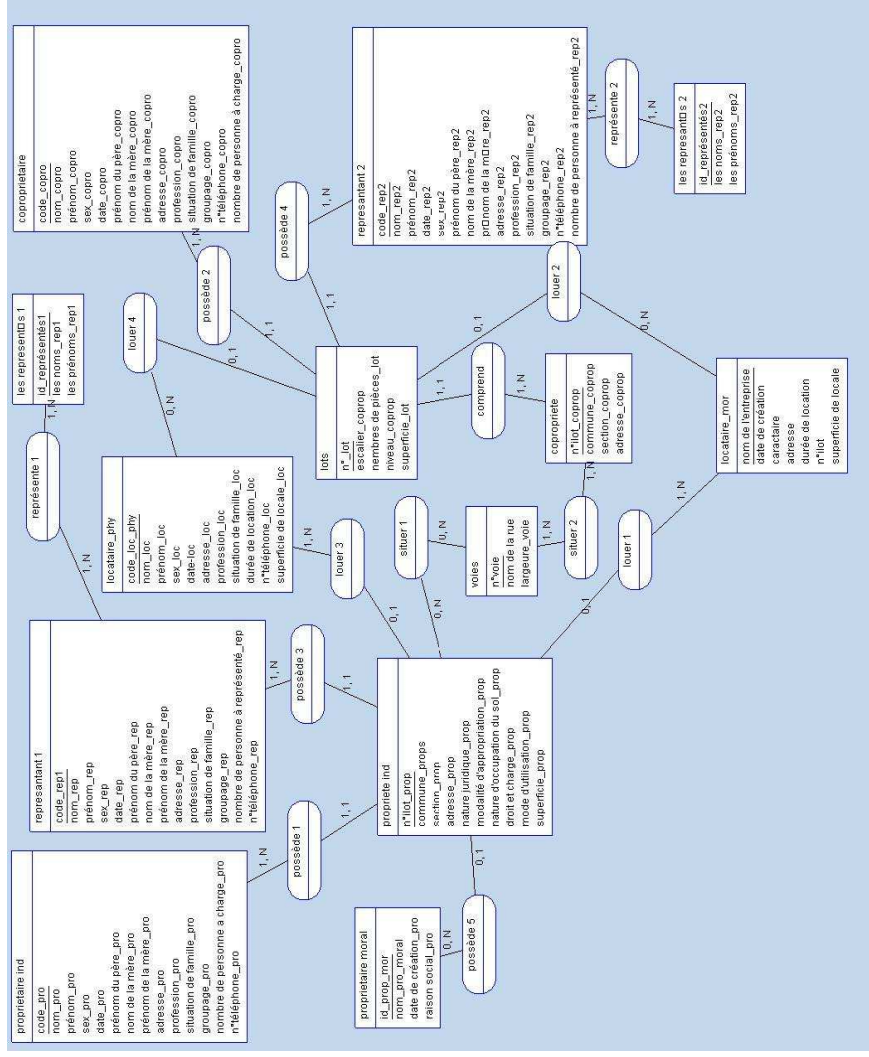 proprietaire ind
code_pro
nom_pro
prénom_pro
sex_pro
date_pro
prénom du père_pro
nom de la mère_pro
prénom de la mère_pro
adresse_pro
profession_pro
situation de famille_pro
groupage_pro
nombre de personne a charge_pro
n°téléphone_pro
1, N
possède 1
1,1
proprietaire moral
id_prop_mor
nom_pro_moral
date de création_pro
raison social_pro
0, N
possède 5
0,1
represantant 1
code_rep1
nom_rep
prénom_rep
sex_rep
date_rep
prénom du père_rep
nom de la mère_rep
prénom de la mère_rep
adresse_rep
profession_rep
situation de famille_rep
groupage_rep
nombre de personne à représenté_rep
n°téléphone_rep
1, N
possède 3
1,1
propriete ind
n°ilot_prop
commune_props
section_prop
adresse_prop
nature juridique_prop
modalité d'appropriation_prop
nature d'occupation du sol_prop
droit et charge_prop
mode d'utilisation_prop
superficie_prop
1, N
représente 1
1, N
les represent□s 1
id_représentés1
les noms_rep1
les prénoms_rep1
locataire_phy
code_loc_phy
nom_loc
prénom_loc
sex_loc
date-loc
adresse_loc
profession_loc
situation de famille_loc
durée de location_loc
n°téléphone_loc
superficie de locale_loc
1, N
louer 3
0,1
0, N
louer 4
0,1
situer 1
0, N
0, N
voies
n°voie
nom de la rue
largeure_voie
1, N
situer 2
1, N
louer 1
0,1
1, N
coproprietaire
code_copro
nom_copro
prénom_copro
sex_copro
date_copro
prénom du père_copro
nom de la mère_copro
prénom de la mère_copro
adresse_copro
profession_copro
situation de famille_copro
groupage_copro
n°téléphone_copro
nombre de personne à charge_copro
1, N
possède 2
1,1
lots
n°_lot
escalier_coprop
nembres de pièces_lot
niveau_coprop
superficie_lot
1,1
comprend
1, N
copropriete
n°ilot_coprop
commune_coprop
section_coprop
adresse_coprop
possède 4
1, N
1,1
represantant 2
code_rep2
nom_rep2
prénom_rep2
date_rep2
sex_rep2
prénom du père_rep2
nom de la mère_rep2
pr□nom de la m□re_rep2
adresse_rep2
profession_rep2
situation de famille_rep2
groupage_rep2
n°téléphone_rep2
nombre de personne à représenté_rep2
1, N
représente 2
1, N
les represant□s 2
id_représentés2
les noms_rep2
les prénoms_rep2
louer 2
0,1
0, N
locataire_mor
nom de l'entreprise
date de création
caractaire
adresse
durée de location
n°ilot
superficie de locale